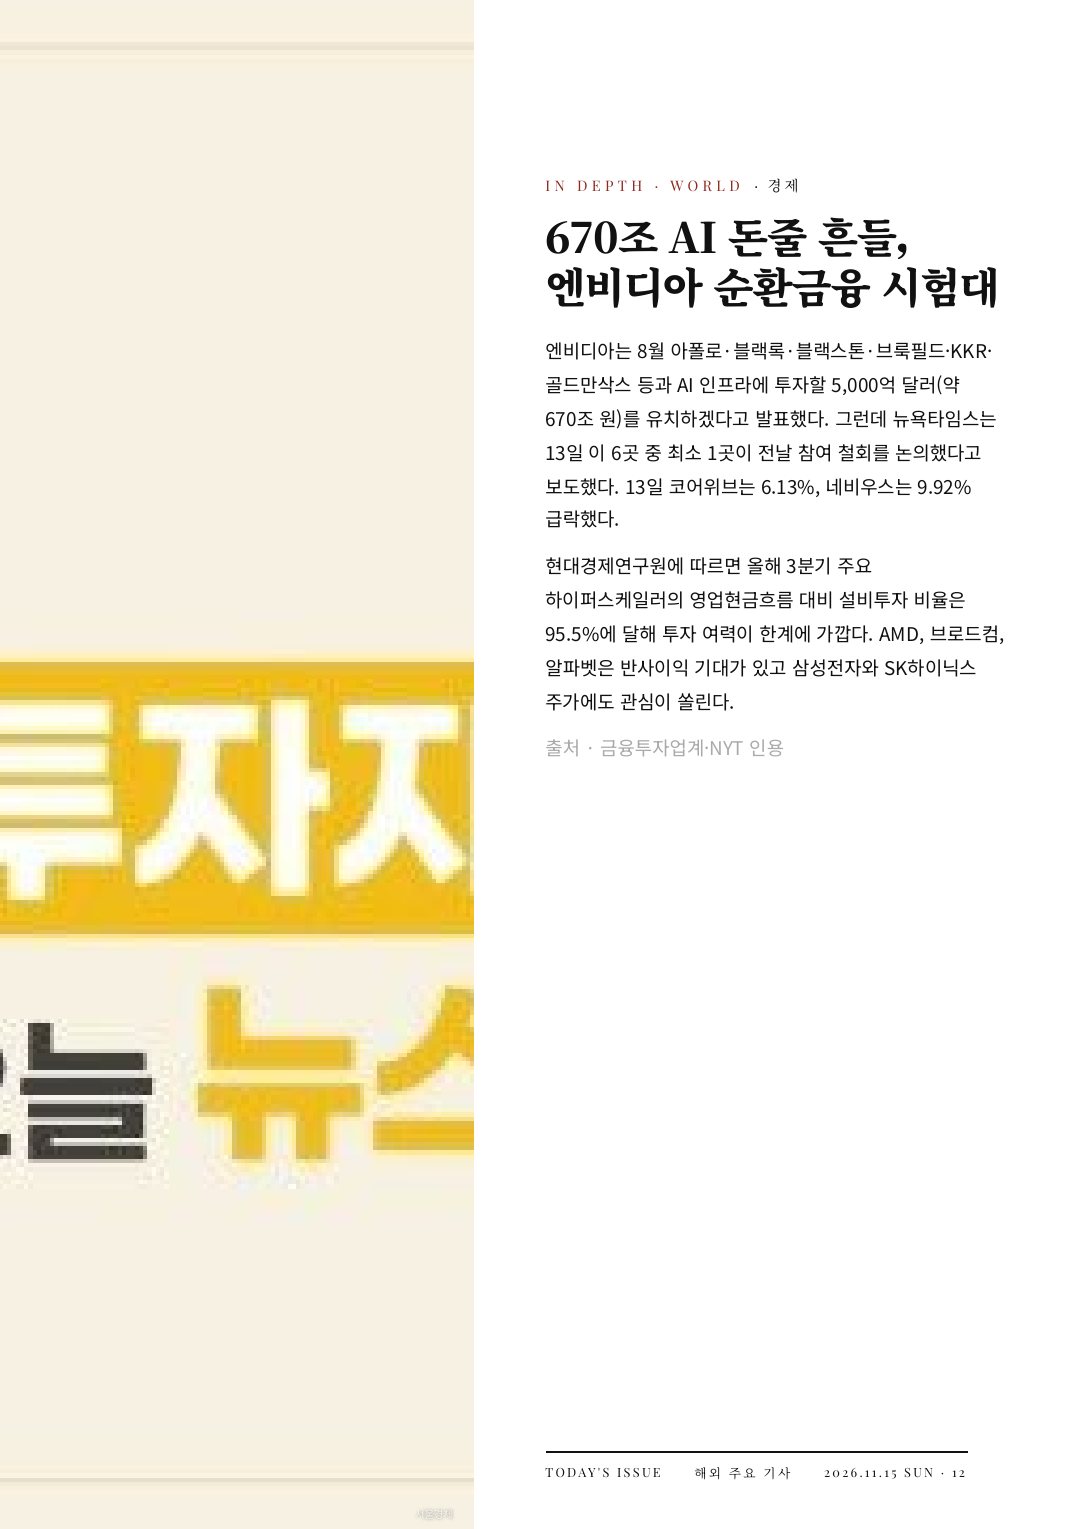 IN DEPTH · WORLD · 경제
670조 AI 돈줄 흔들,
엔비디아 순환금융 시험대
엔비디아는 8월 아폴로·블랙록·블랙스톤·브룩필드·KKR·
골드만삭스 등과 AI 인프라에 투자할 5,000억 달러(약
670조 원)를 유치하겠다고 발표했다. 그런데 뉴욕타임스는
13일 이 6곳 중 최소 1곳이 전날 참여 철회를 논의했다고
보도했다. 13일 코어위브는 6.13%, 네비우스는 9.92%
급락했다.
현대경제연구원에 따르면 올해 3분기 주요
하이퍼스케일러의 영업현금흐름 대비 설비투자 비율은
95.5%에 달해 투자 여력이 한계에 가깝다. AMD, 브로드컴,
알파벳은 반사이익 기대가 있고 삼성전자와 SK하이닉스
주가에도 관심이 쏠린다.
출처 · 금융투자업계·NYT 인용
투자
늘 뉴
서울경제
TODAY'S ISSUE 해외 주요 기사 2026.11.15 SUN · 12